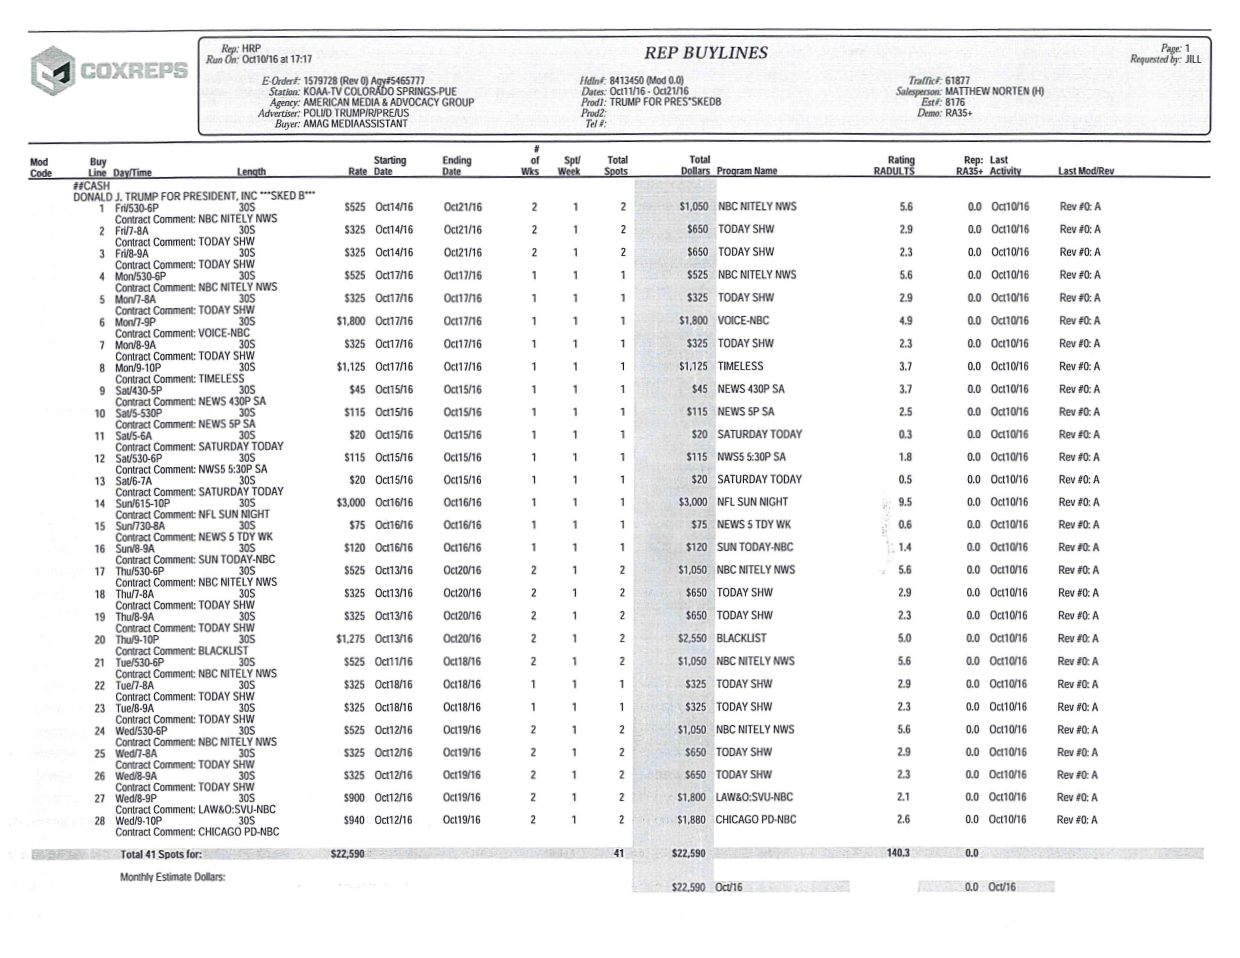 COXREPS
Rep: HRP
Run On: Oct10/16 at 17:17
REP BUYLINES
Page: 1
Requested by: JILL
E-Order#: 1579728 (Rev 0) Agy#5465777
Station: KOAA-TV COLORADO SPRINGS-PUE
Agency: AMERICAN MEDIA & ADVOCACY GROUP
Advertiser: POLI/D TRUMP/R/PRE/US
Buyer: AMAG MEDIAASSISTANT
Hdln#: 8413450 (Mod 0.0)
Dates: Oct11/16 - Oct21/16
Prod1: TRUMP FOR PRES*SKEDB
Prod2:
Tel #:
Traffic#: 61877
Salesperson: MATTHEW NORTEN (H)
Est#: 8176
Demo: RA35+
Mod Code Buy Line Day/Time Length Rate Starting Date Ending Date # of Wks Spt/ Week Total Spots Total Dollars Program Name Rating RADULTS Rep: RA35+ Last Activity Last Mod/Rev
##CASH
DONALD J. TRUMP FOR PRESIDENT, INC ***SKED B***
1 Fri/530-6P 30S $525 Oct14/16 Oct21/16 2 1 2 $1,050 NBC NITELY NWS 5.6 0.0 Oct10/16 Rev #0: A
Contract Comment: NBC NITELY NWS
2 Fri/7-8A 30S $325 Oct14/16 Oct21/16 2 1 2 $650 TODAY SHW 2.9 0.0 Oct10/16 Rev #0: A
Contract Comment: TODAY SHW
3 Fri/8-9A 30S $325 Oct14/16 Oct21/16 2 1 2 $650 TODAY SHW 2.3 0.0 Oct10/16 Rev #0: A
Contract Comment: TODAY SHW
4 Mon/530-6P 30S $525 Oct17/16 Oct17/16 1 1 1 $525 NBC NITELY NWS 5.6 0.0 Oct10/16 Rev #0: A
Contract Comment: NBC NITELY NWS
5 Mon/7-8A 30S $325 Oct17/16 Oct17/16 1 1 1 $325 TODAY SHW 2.9 0.0 Oct10/16 Rev #0: A
Contract Comment: TODAY SHW
6 Mon/7-9P 30S $1,800 Oct17/16 Oct17/16 1 1 1 $1,800 VOICE-NBC 4.9 0.0 Oct10/16 Rev #0: A
Contract Comment: VOICE-NBC
7 Mon/8-9A 30S $325 Oct17/16 Oct17/16 1 1 1 $325 TODAY SHW 2.3 0.0 Oct10/16 Rev #0: A
Contract Comment: TODAY SHW
8 Mon/9-10P 30S $1,125 Oct17/16 Oct17/16 1 1 1 $1,125 TIMELESS 3.7 0.0 Oct10/16 Rev #0: A
Contract Comment: TIMELESS
9 Sat/430-5P 30S $45 Oct15/16 Oct15/16 1 1 1 $45 NEWS 430P SA 3.7 0.0 Oct10/16 Rev #0: A
Contract Comment: NEWS 430P SA
10 Sat/5-530P 30S $115 Oct15/16 Oct15/16 1 1 1 $115 NEWS 5P SA 2.5 0.0 Oct10/16 Rev #0: A
Contract Comment: NEWS 5P SA
11 Sat/5-6A 30S $20 Oct15/16 Oct15/16 1 1 1 $20 SATURDAY TODAY 0.3 0.0 Oct10/16 Rev #0: A
Contract Comment: SATURDAY TODAY
12 Sat/530-6P 30S $115 Oct15/16 Oct15/16 1 1 1 $115 NWS5 5:30P SA 1.8 0.0 Oct10/16 Rev #0: A
Contract Comment: NWS5 5:30P SA
13 Sat/6-7A 30S $20 Oct15/16 Oct15/16 1 1 1 $20 SATURDAY TODAY 0.5 0.0 Oct10/16 Rev #0: A
Contract Comment: SATURDAY TODAY
14 Sun/615-10P 30S $3,000 Oct16/16 Oct16/16 1 1 1 $3,000 NFL SUN NIGHT 9.5 0.0 Oct10/16 Rev #0: A
Contract Comment: NFL SUN NIGHT
15 Sun/730-8A 30S $75 Oct16/16 Oct16/16 1 1 1 $75 NEWS 5 TDY WK 0.6 0.0 Oct10/16 Rev #0: A
Contract Comment: NEWS 5 TDY WK
16 Sun/8-9A 30S $120 Oct16/16 Oct16/16 1 1 1 $120 SUN TODAY-NBC 1.4 0.0 Oct10/16 Rev #0: A
Contract Comment: SUN TODAY-NBC
17 Thu/530-6P 30S $525 Oct13/16 Oct20/16 2 1 2 $1,050 NBC NITELY NWS 5.6 0.0 Oct10/16 Rev #0: A
Contract Comment: NBC NITELY NWS
18 Thu/7-8A 30S $325 Oct13/16 Oct20/16 2 1 2 $650 TODAY SHW 2.9 0.0 Oct10/16 Rev #0: A
Contract Comment: TODAY SHW
19 Thu/8-9A 30S $325 Oct13/16 Oct20/16 2 1 2 $650 TODAY SHW 2.3 0.0 Oct10/16 Rev #0: A
Contract Comment: TODAY SHW
20 Thu/9-10P 30S $1,275 Oct13/16 Oct20/16 2 1 2 $2,550 BLACKLIST 5.0 0.0 Oct10/16 Rev #0: A
Contract Comment: BLACKLIST
21 Tue/530-6P 30S $525 Oct11/16 Oct18/16 2 1 2 $1,050 NBC NITELY NWS 5.6 0.0 Oct10/16 Rev #0: A
Contract Comment: NBC NITELY NWS
22 Tue/7-8A 30S $325 Oct18/16 Oct18/16 1 1 1 $325 TODAY SHW 2.9 0.0 Oct10/16 Rev #0: A
Contract Comment: TODAY SHW
23 Tue/8-9A 30S $325 Oct18/16 Oct18/16 1 1 1 $325 TODAY SHW 2.3 0.0 Oct10/16 Rev #0: A
Contract Comment: TODAY SHW
24 Wed/530-6P 30S $525 Oct12/16 Oct19/16 2 1 2 $1,050 NBC NITELY NWS 5.6 0.0 Oct10/16 Rev #0: A
Contract Comment: NBC NITELY NWS
25 Wed/7-8A 30S $325 Oct12/16 Oct19/16 2 1 2 $650 TODAY SHW 2.9 0.0 Oct10/16 Rev #0: A
Contract Comment: TODAY SHW
26 Wed/8-9A 30S $325 Oct12/16 Oct19/16 2 1 2 $650 TODAY SHW 2.3 0.0 Oct10/16 Rev #0: A
Contract Comment: TODAY SHW
27 Wed/8-9P 30S $900 Oct12/16 Oct19/16 2 1 2 $1,800 LAW&O:SVU-NBC 2.1 0.0 Oct10/16 Rev #0: A
Contract Comment: LAW&O:SVU-NBC
28 Wed/9-10P 30S $940 Oct12/16 Oct19/16 2 1 2 $1,880 CHICAGO PD-NBC 2.6 0.0 Oct10/16 Rev #0: A
Contract Comment: CHICAGO PD-NBC
Total 41 Spots for: $22,590 41 $22,590 140.3 0.0
Monthly Estimate Dollars:
$22,590 Oct/16 0.0 Oct/16